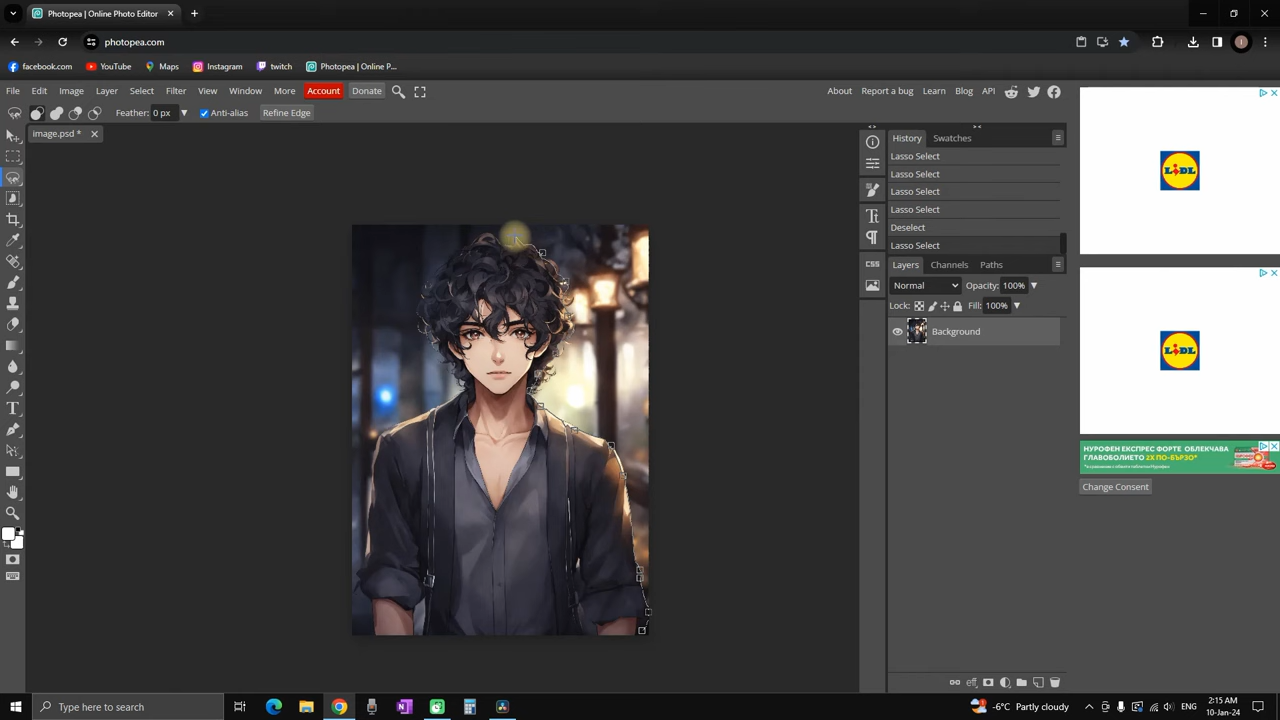 Photopea | Online Photo Editor
photopea.com
facebook.com YouTube Maps Instagram twitch Photopea | Online P...
File Edit Image Layer Select Filter View Window More Account Donate
About Report a bug Learn Blog API
Feather: 0 px Anti-alias Refine Edge
image.psd *
History Swatches
Lasso Select
Lasso Select
Lasso Select
Lasso Select
Deselect
Lasso Select
Layers Channels Paths
Normal Opacity: 100%
Lock: Fill: 100%
Background
CSS
LIDL
LIDL
НУРОФЕН ЕКСПРЕС ФОРТЕ ОБЛЕКЧАВА
ГЛАВОБОЛИЕТО 2X ПО-БЪРЗО*
Change Consent
Type here to search
-6°C Partly cloudy
ENG
2:15 AM
10-Jan-24